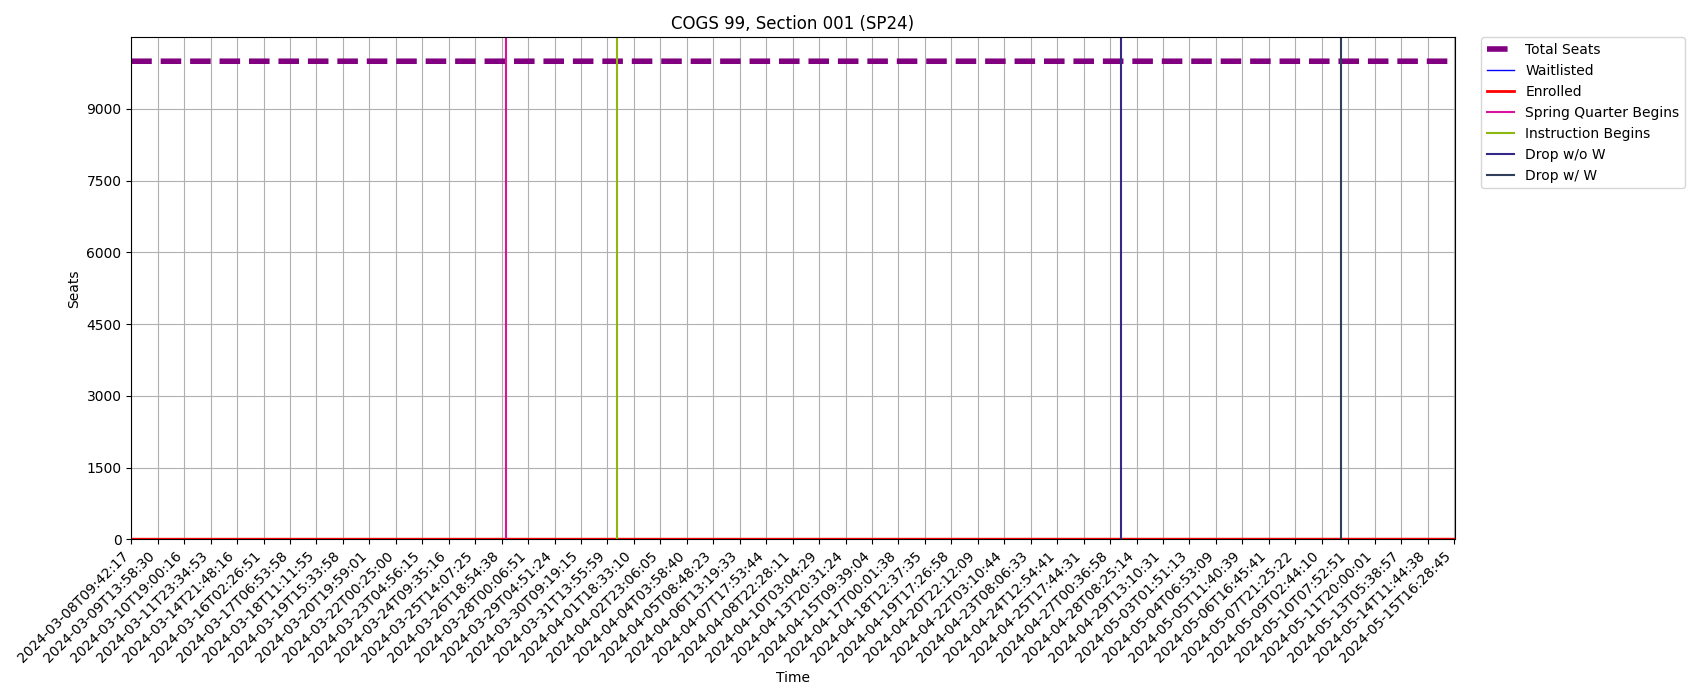 COGS 99, Section 001 (SP24)
Total Seats
Waitlisted
Enrolled
Spring Quarter Begins
Instruction Begins
Drop w/o W
Drop w/ W
Seats
9000
7500
6000
4500
3000
1500
0
2024-03-08T09:42:17
2024-03-09T13:58:30
2024-03-10T19:00:16
2024-03-11T23:34:53
2024-03-14T21:48:16
2024-03-16T02:26:51
2024-03-17T06:53:58
2024-03-18T11:11:55
2024-03-19T15:33:58
2024-03-20T19:59:01
2024-03-22T00:25:00
2024-03-23T04:56:15
2024-03-24T09:35:16
2024-03-25T14:07:25
2024-03-26T18:54:38
2024-03-28T00:06:51
2024-03-29T04:51:24
2024-03-30T09:19:15
2024-03-31T13:55:59
2024-04-01T18:33:10
2024-04-02T23:06:05
2024-04-04T03:58:40
2024-04-05T08:48:23
2024-04-06T13:19:33
2024-04-07T17:53:44
2024-04-08T22:28:11
2024-04-10T03:04:29
2024-04-13T20:31:24
2024-04-15T09:39:04
2024-04-17T00:01:38
2024-04-18T12:37:35
2024-04-19T17:26:58
2024-04-20T22:12:09
2024-04-22T03:10:44
2024-04-23T08:06:33
2024-04-24T12:54:41
2024-04-25T17:44:31
2024-04-27T00:36:58
2024-04-28T08:25:14
2024-04-29T13:10:31
2024-05-03T01:51:13
2024-05-04T06:53:09
2024-05-05T11:40:39
2024-05-06T16:45:41
2024-05-07T21:25:22
2024-05-09T02:44:10
2024-05-10T07:52:51
2024-05-11T20:00:01
2024-05-13T05:38:57
2024-05-14T11:44:38
2024-05-15T16:28:45
Time